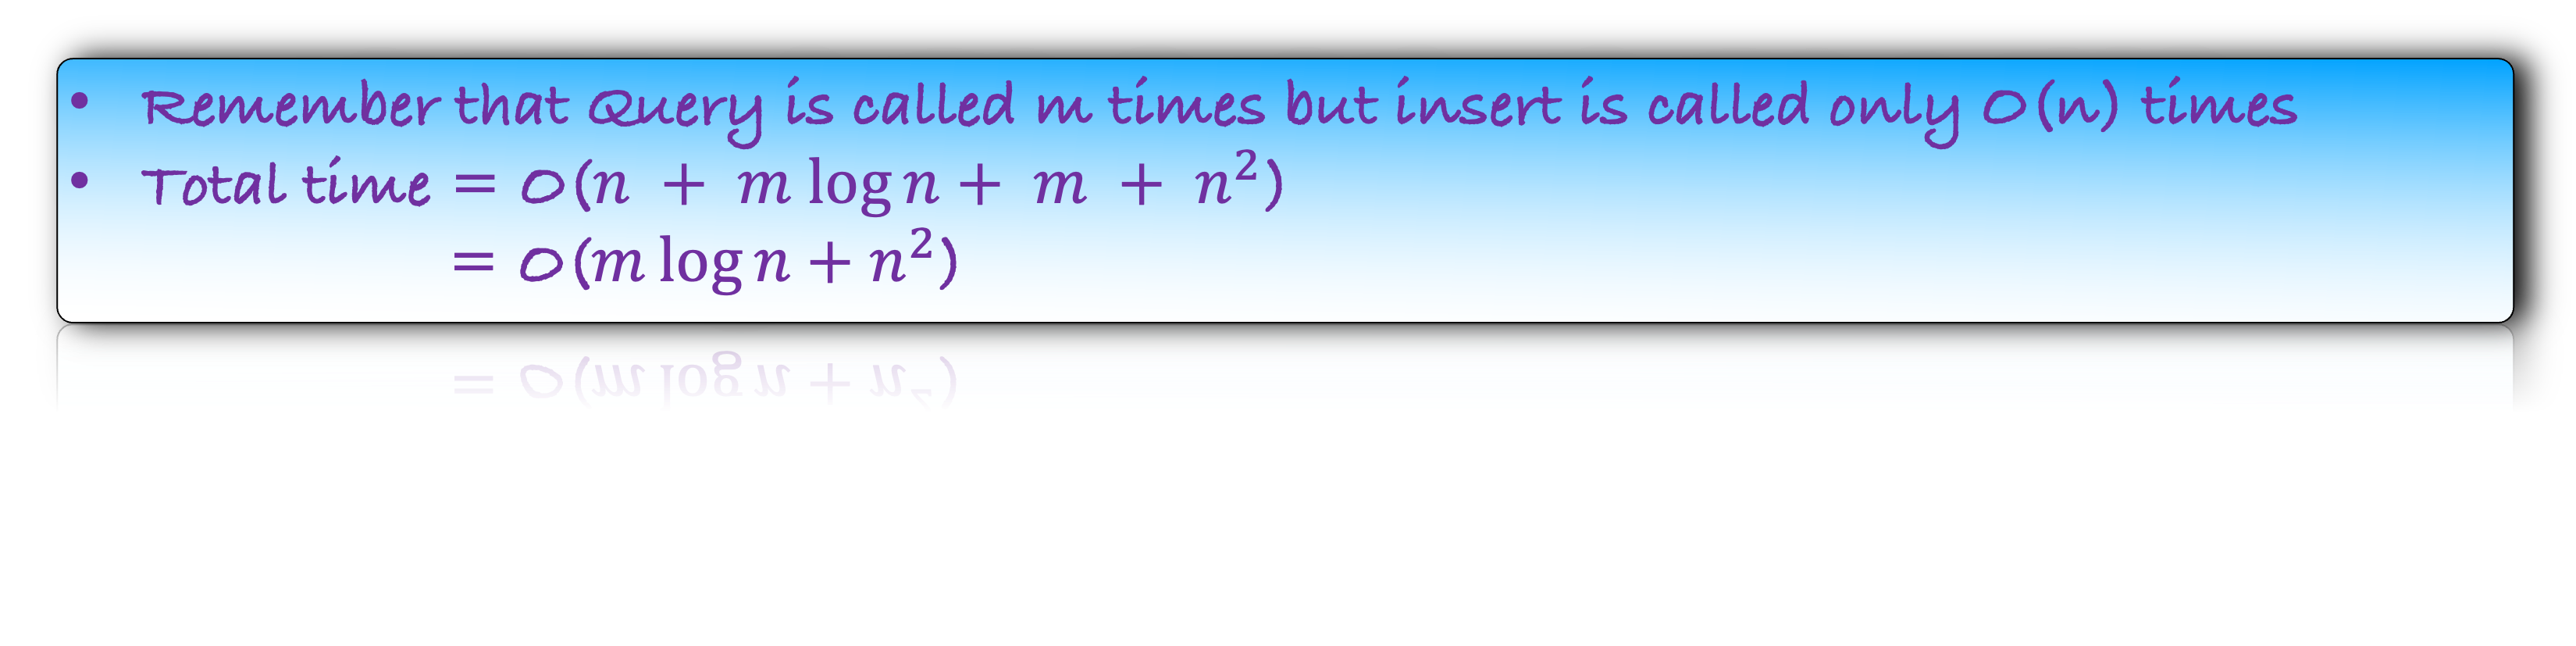 • Remember that Query is called m times but insert is called only O(n) times
• Total time = O(n + m log n + m + n²)
= O(m log n + n²)